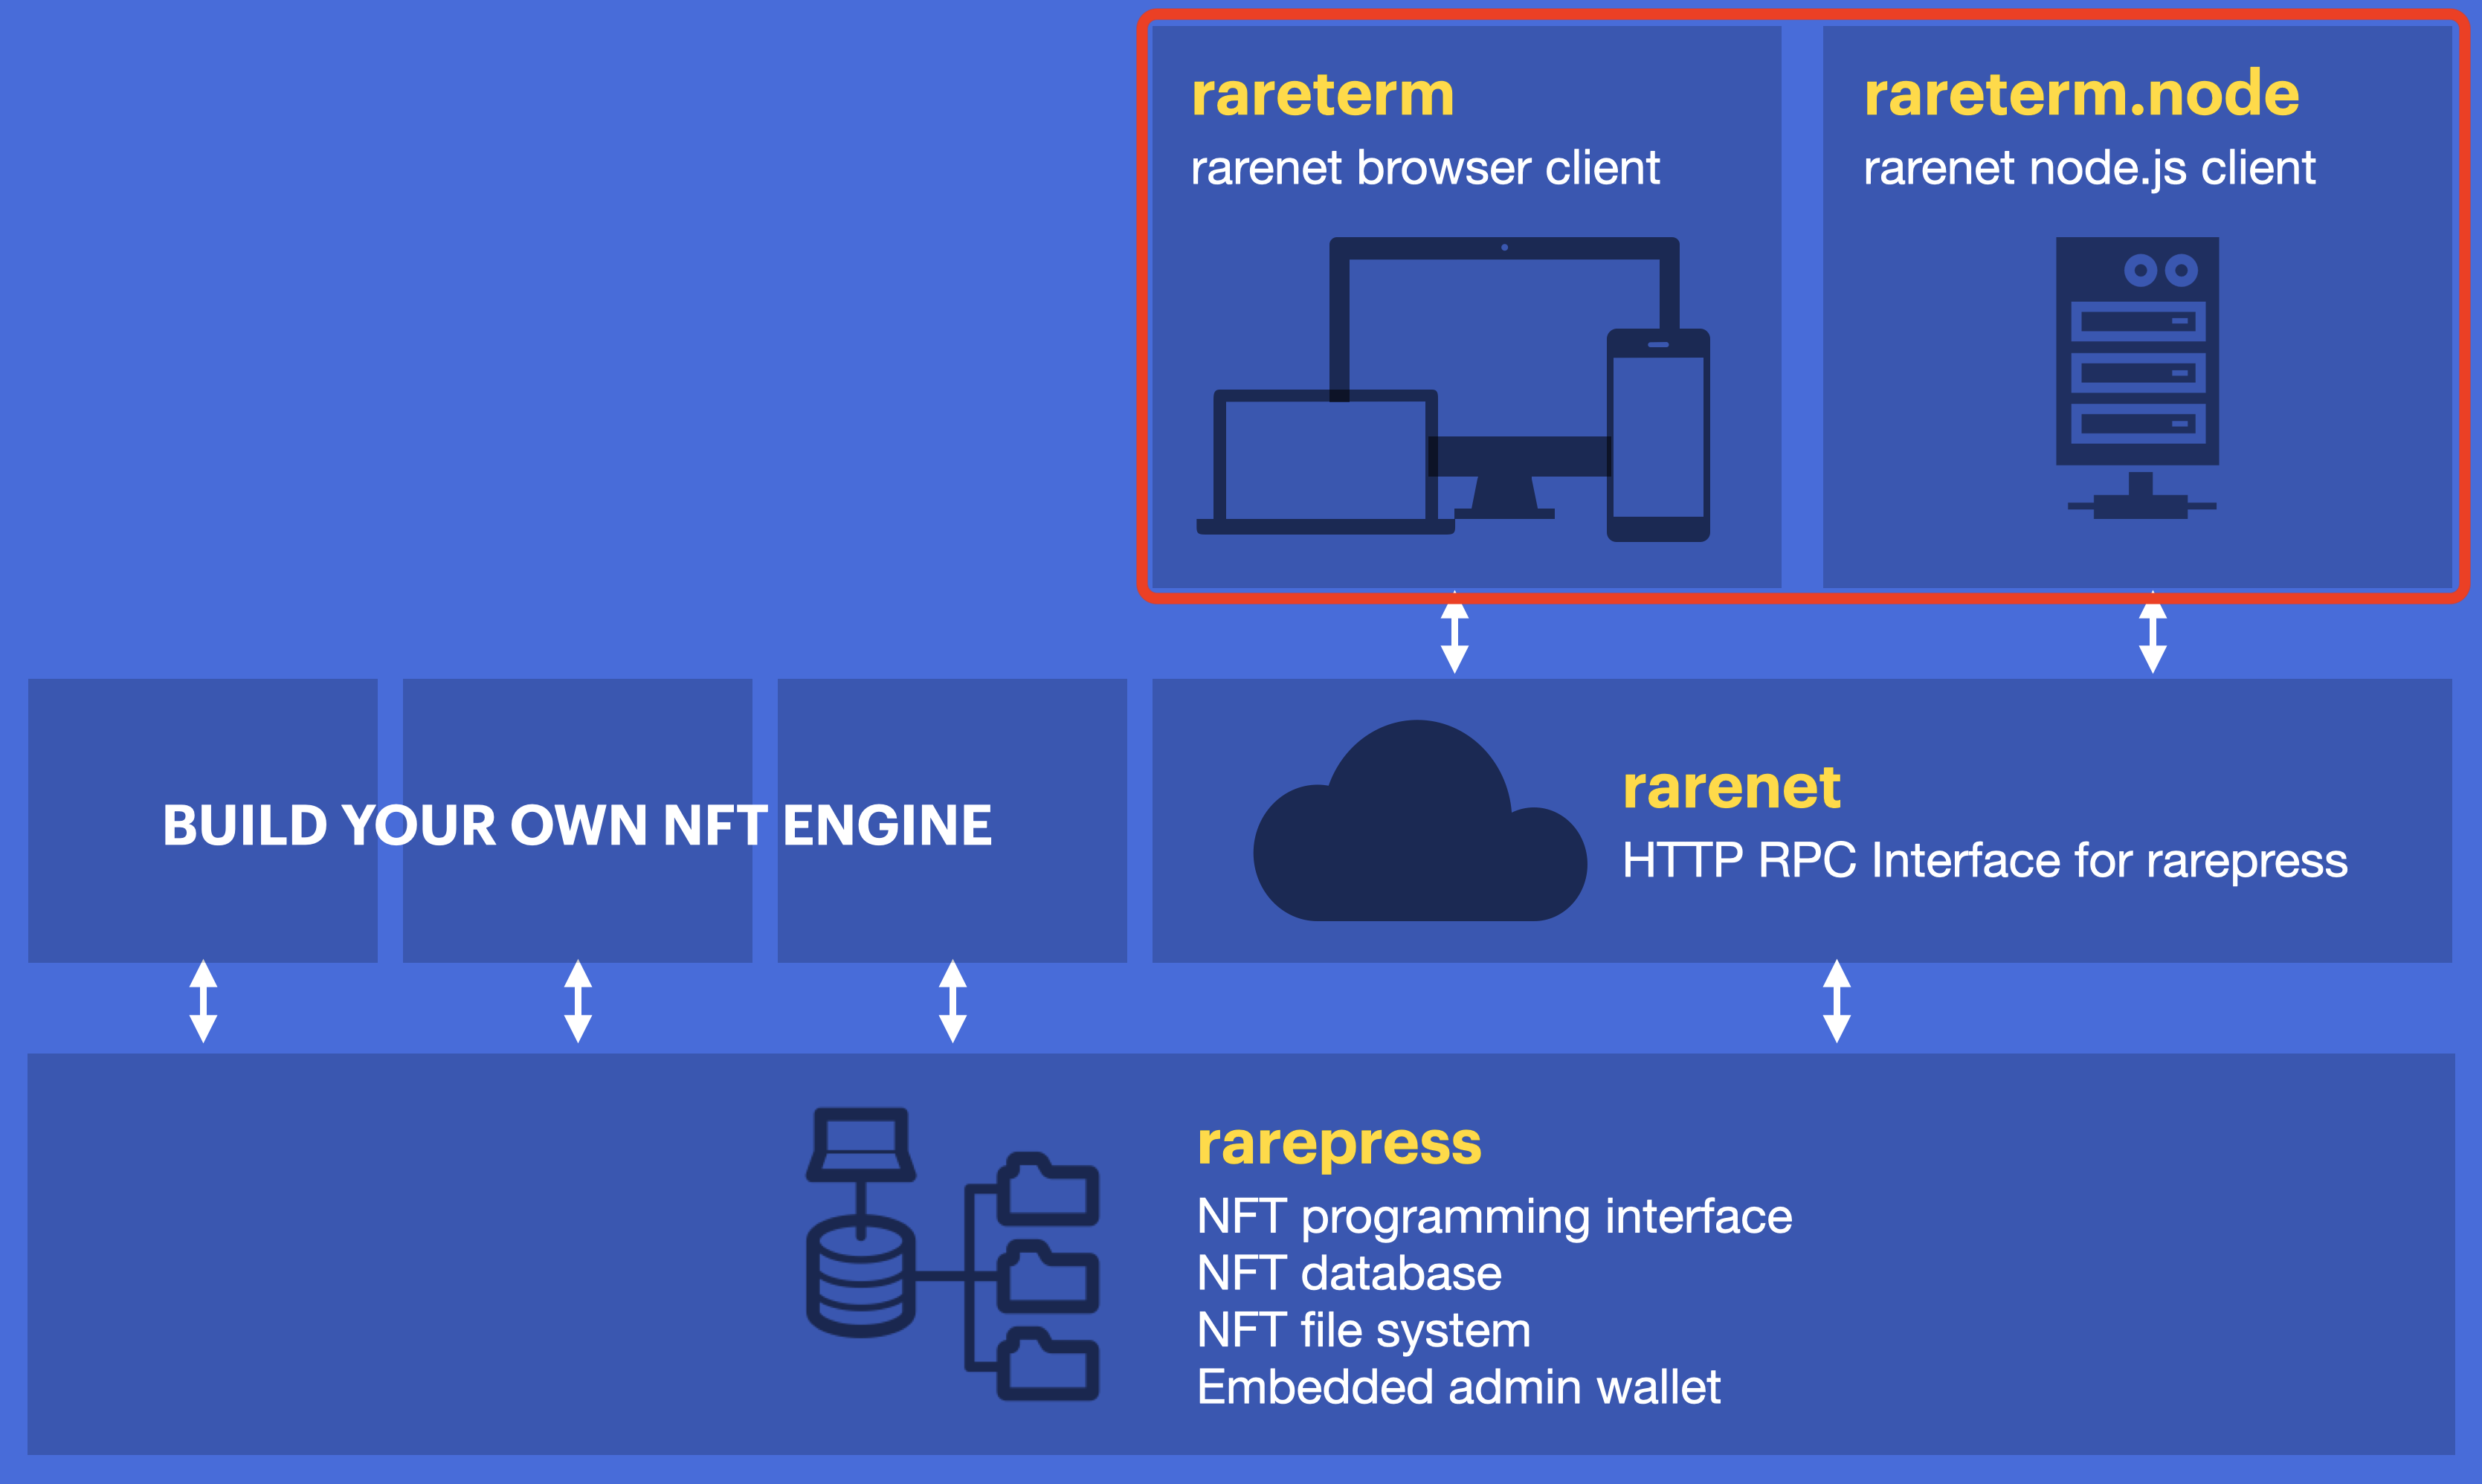 rareterm
rarenet browser client
rareterm.node
rarenet node.js client
BUILD YOUR OWN NFT ENGINE
rarenet
HTTP RPC Interface for rarepress
rarepress
NFT programming interface
NFT database
NFT file system
Embedded admin wallet